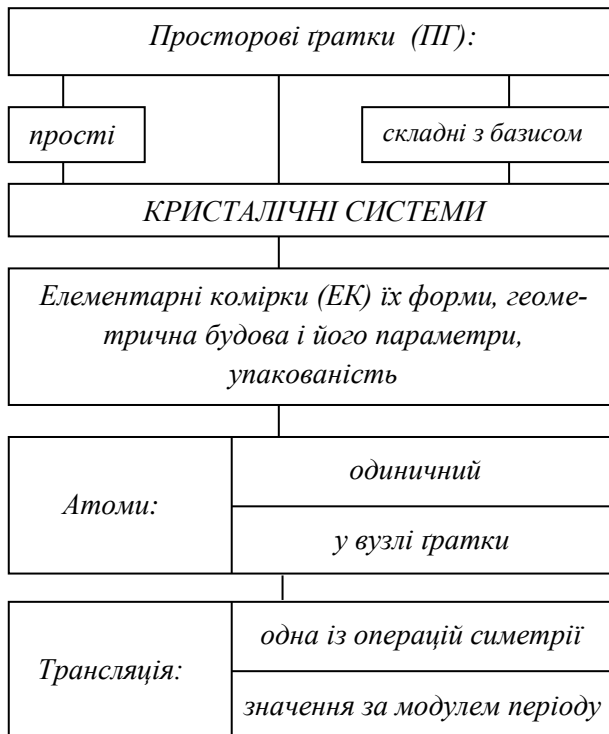 Просторові ґратки (ПГ):
прості
складні з базисом
КРИСТАЛІЧНІ СИСТЕМИ
Елементарні комірки (ЕК) їх форми, геоме-
трична будова і його параметри,
упакованість
Атоми:
одиничний
у вузлі ґратки
Трансляція:
одна із операцій симетрії
значення за модулем періоду